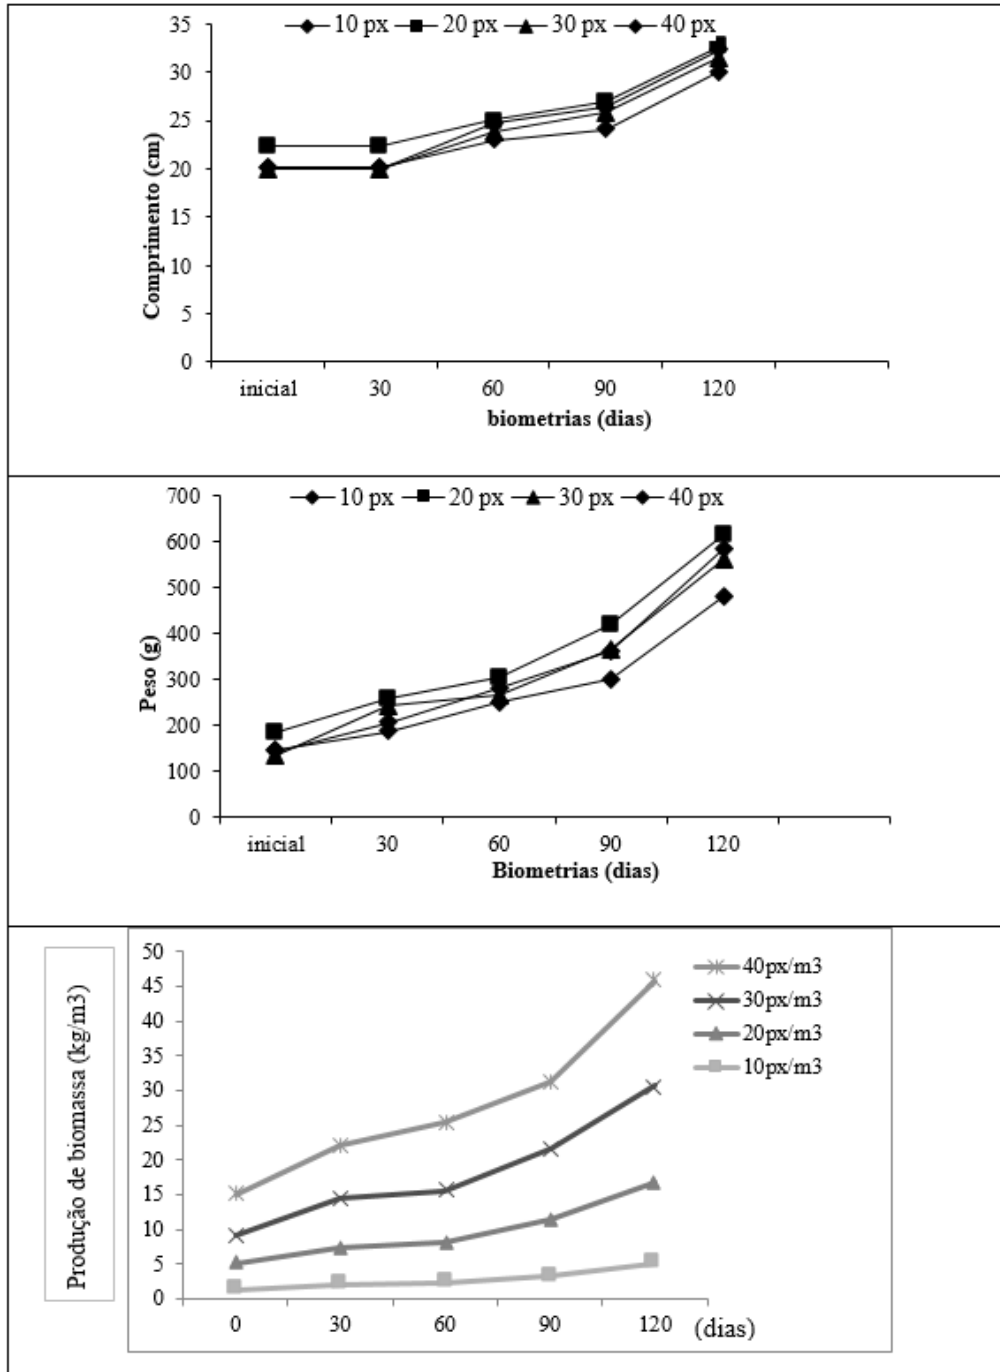 10 px 20 px 30 px 40 px
35
30
25
20
15
10
5
0
Comprimento (cm)
inicial 30 60 90 120
biometrias (dias)
10 px 20 px 30 px 40 px
700
600
500
400
300
200
100
0
Peso (g)
inicial 30 60 90 120
Biometrias (dias)
Produção de biomassa (kg/m3)
50
45
40
35
30
25
20
15
10
5
0
40px/m3
30px/m3
20px/m3
10px/m3
0 30 60 90 120 (dias)